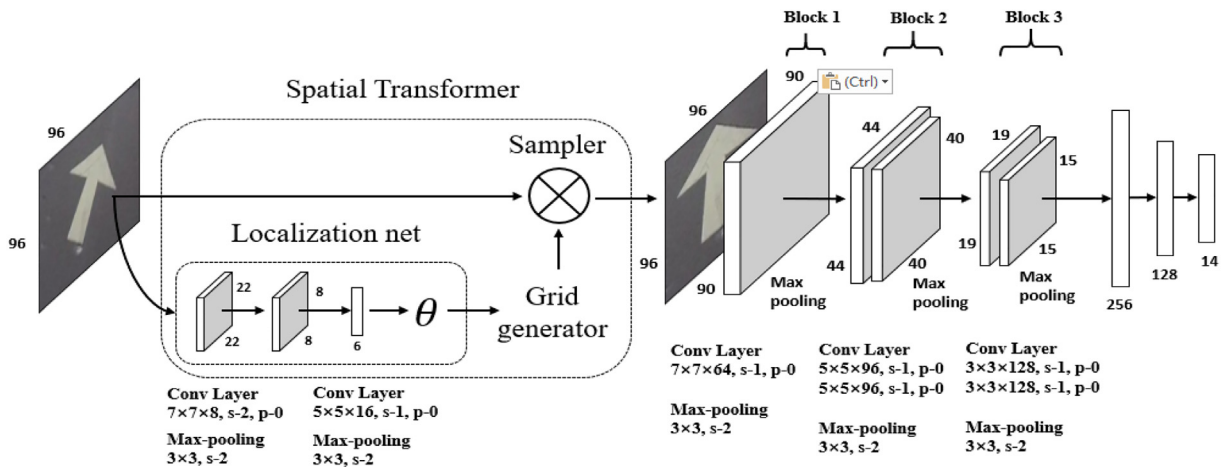 Block 1
Block 2
Block 3
90
(Ctrl)
Spatial Transformer
96
96
96
44
40
19
15
Sampler
Localization net
96
96
90
Max
pooling
44
40
Max
pooling
19
15
Max
pooling
256
128
14
22
22
8
8
6
θ
Grid
generator
Conv Layer
7×7×8, s-2, p-0
Max-pooling
3×3, s-2
Conv Layer
5×5×16, s-1, p-0
Max-pooling
3×3, s-2
Conv Layer
7×7×64, s-1, p-0
Max-pooling
3×3, s-2
Conv Layer
5×5×96, s-1, p-0
5×5×96, s-1, p-0
Max-pooling
3×3, s-2
Conv Layer
3×3×128, s-1, p-0
3×3×128, s-1, p-0
Max-pooling
3×3, s-2